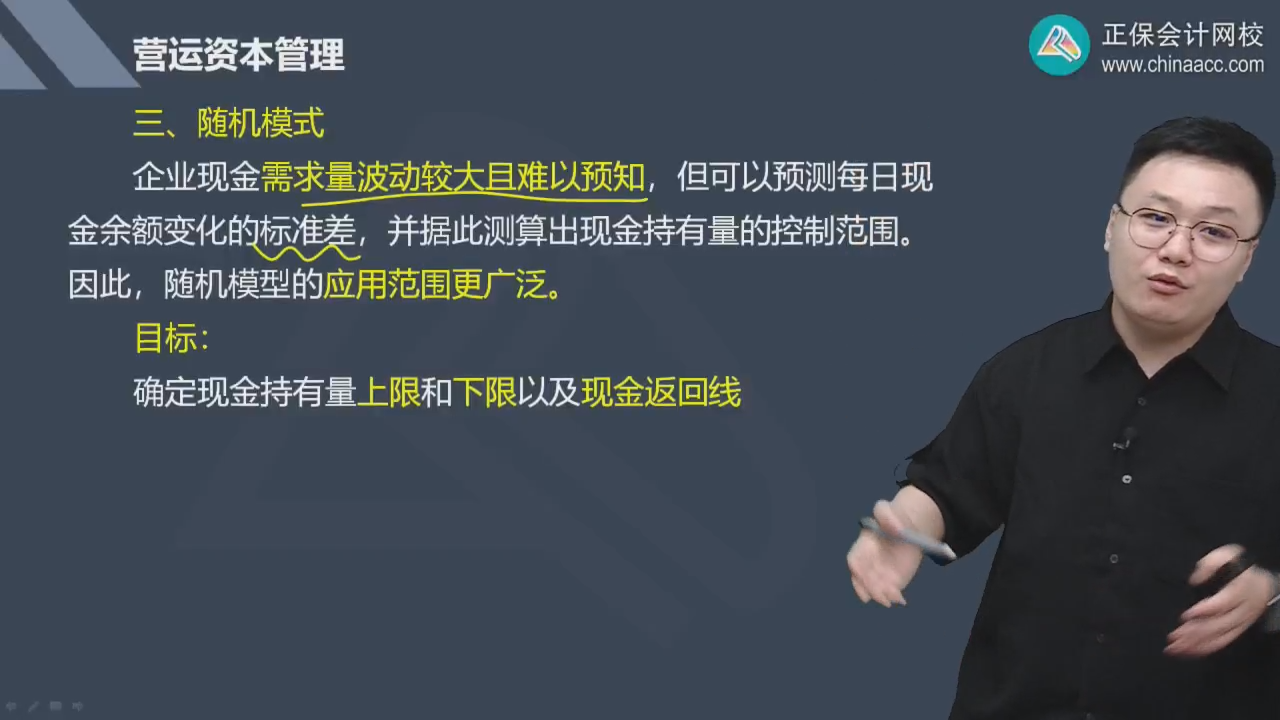 营运资本管理
正保会计网校
www.chinaacc.com
三、随机模式
企业现金需求量波动较大且难以预知，但可以预测每日现
金余额变化的标准差，并据此测算出现金持有量的控制范围。
因此，随机模型的应用范围更广泛。
目标：
确定现金持有量上限和下限以及现金返回线